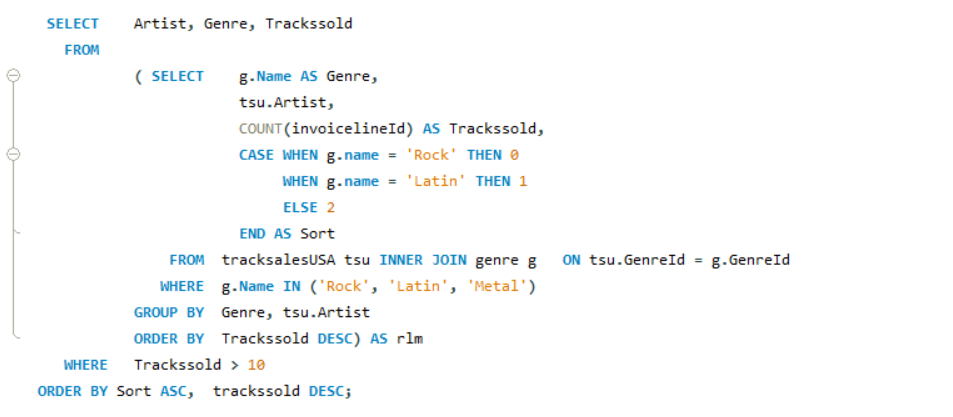 SELECT Artist, Genre, Trackssold
FROM
( SELECT g.Name AS Genre,
tsu.Artist,
COUNT(invoicelineId) AS Trackssold,
CASE WHEN g.name = 'Rock' THEN 0
WHEN g.name = 'Latin' THEN 1
ELSE 2
END AS Sort
FROM tracksalesUSA tsu INNER JOIN genre g ON tsu.GenreId = g.GenreId
WHERE g.Name IN ('Rock', 'Latin', 'Metal')
GROUP BY Genre, tsu.Artist
ORDER BY Trackssold DESC) AS rlm
WHERE Trackssold > 10
ORDER BY Sort ASC, trackssold DESC;